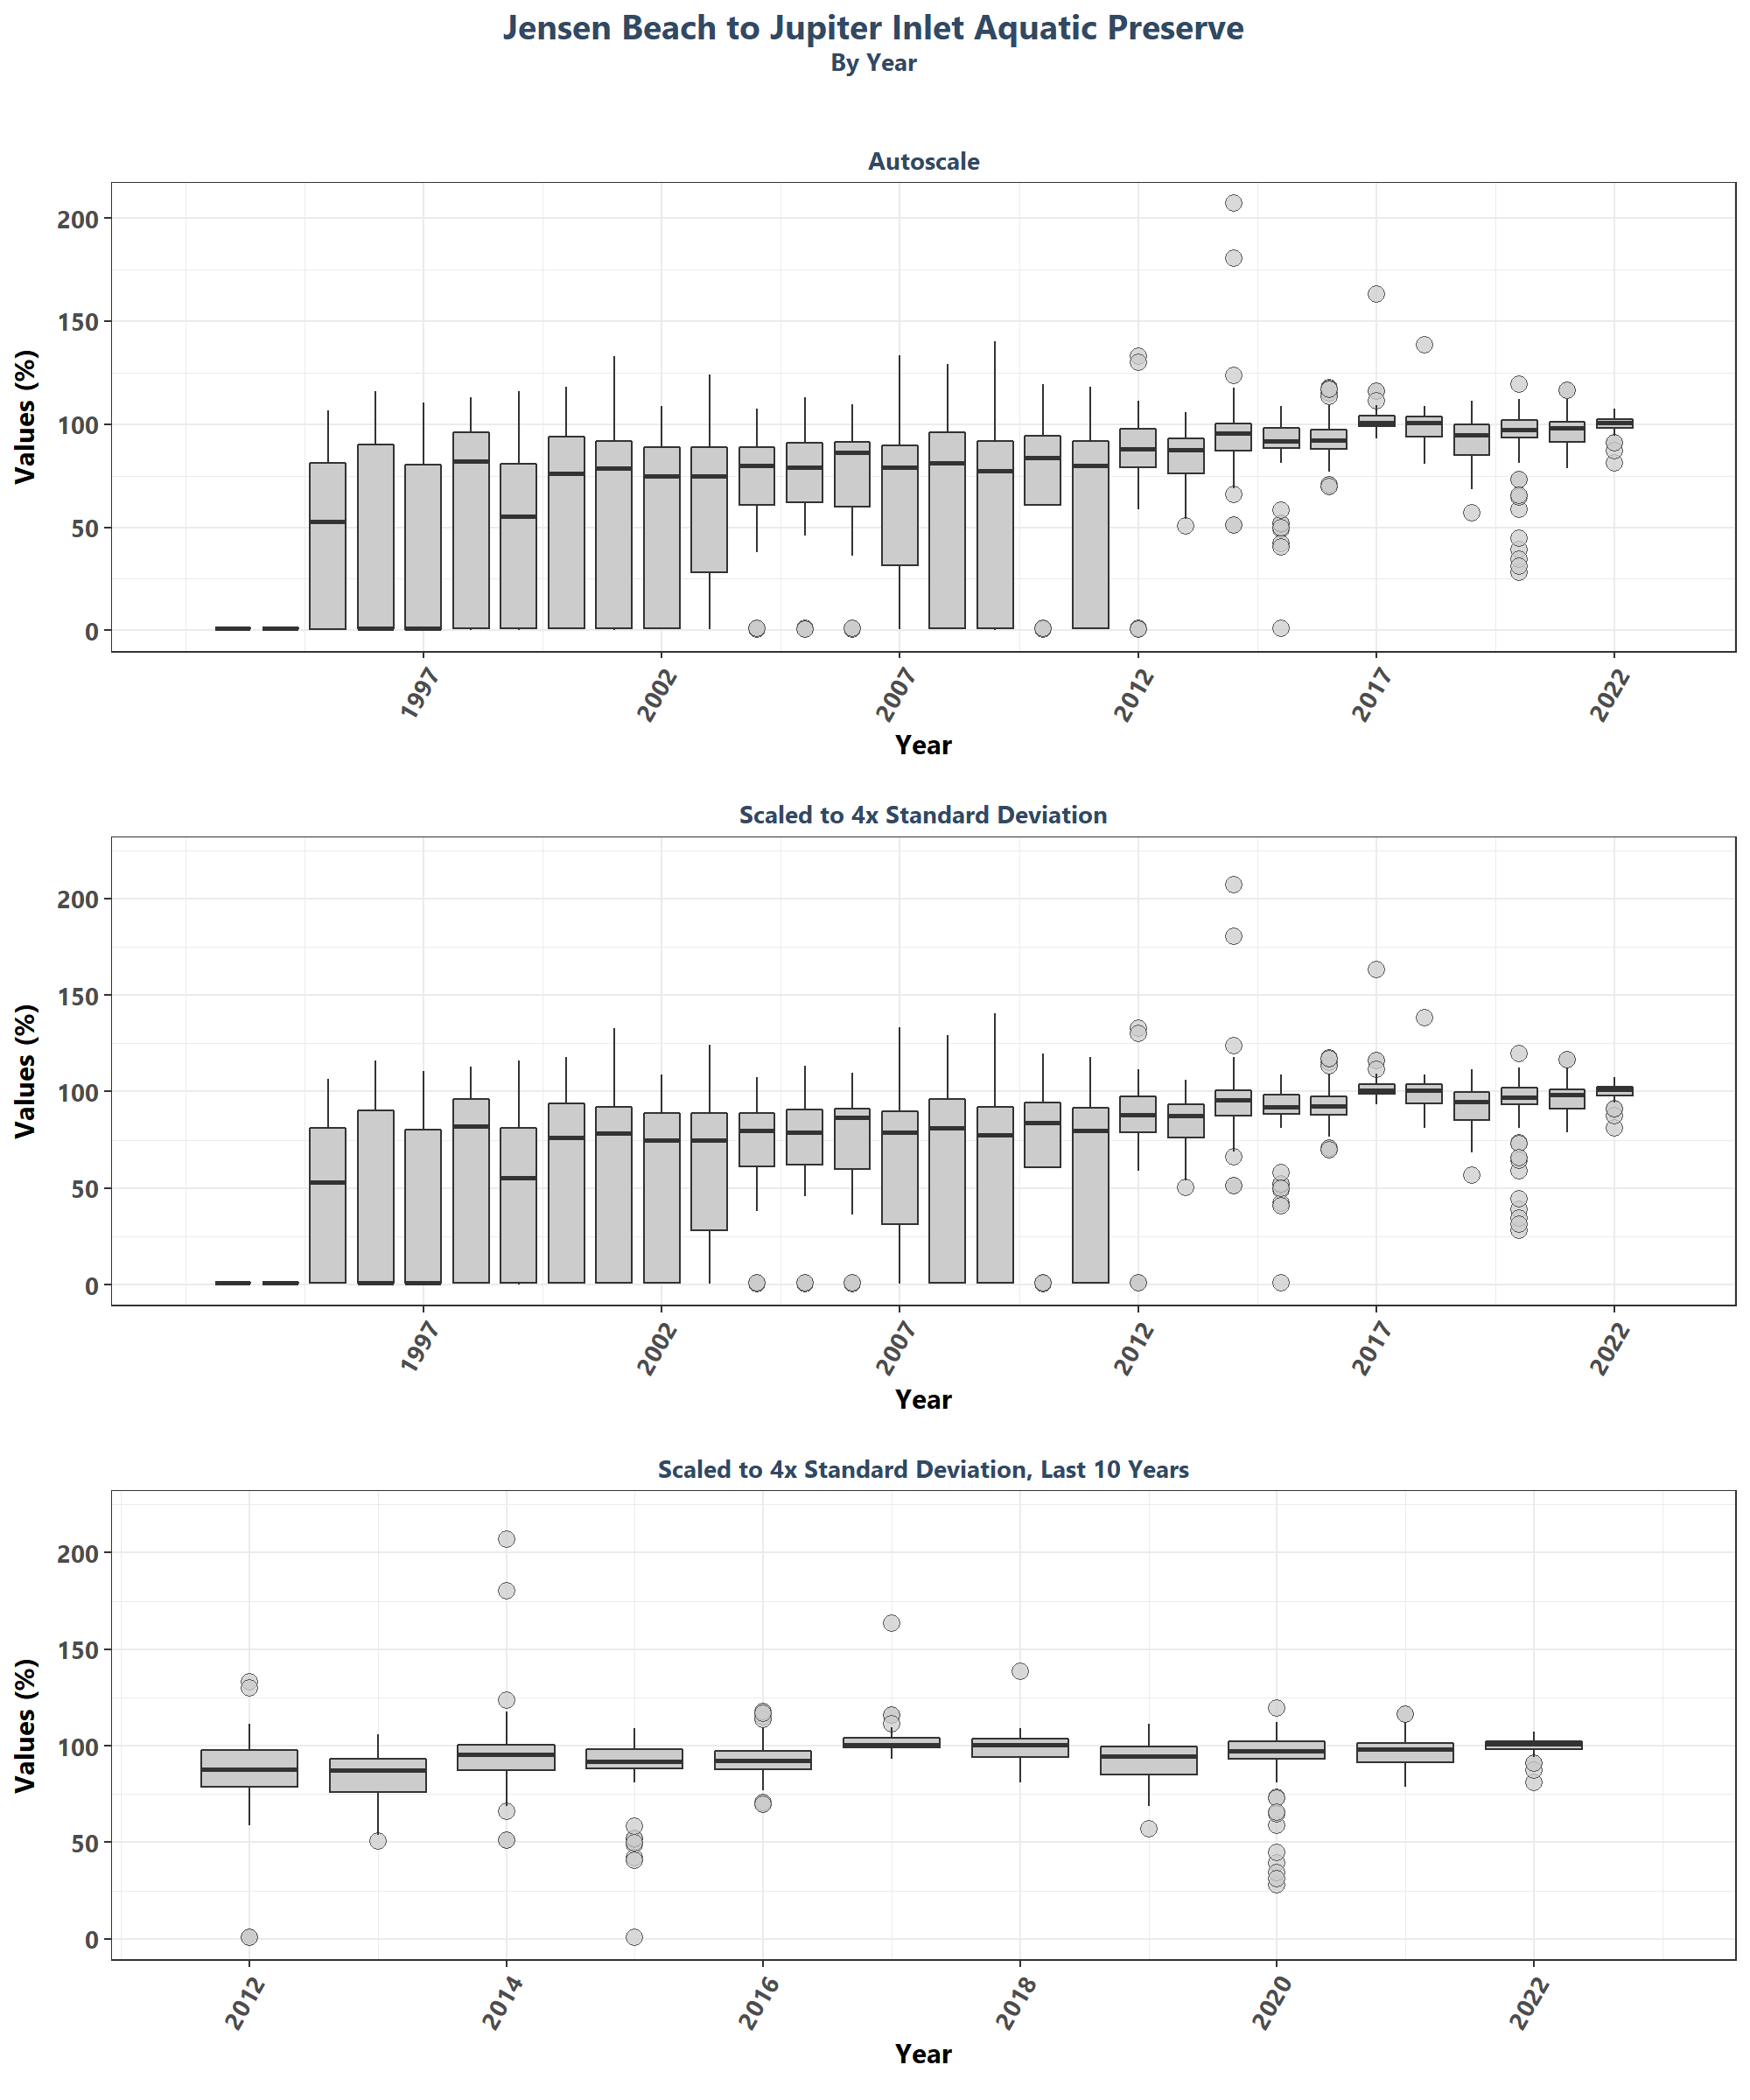 Jensen Beach to Jupiter Inlet Aquatic Preserve
By Year
Autoscale
Values (%)
200
150
100
50
0
1997 2002 2007 2012 2017 2022
Year
Scaled to 4x Standard Deviation
Values (%)
200
150
100
50
0
1997 2002 2007 2012 2017 2022
Year
Scaled to 4x Standard Deviation, Last 10 Years
Values (%)
200
150
100
50
0
2012 2014 2016 2018 2020 2022
Year